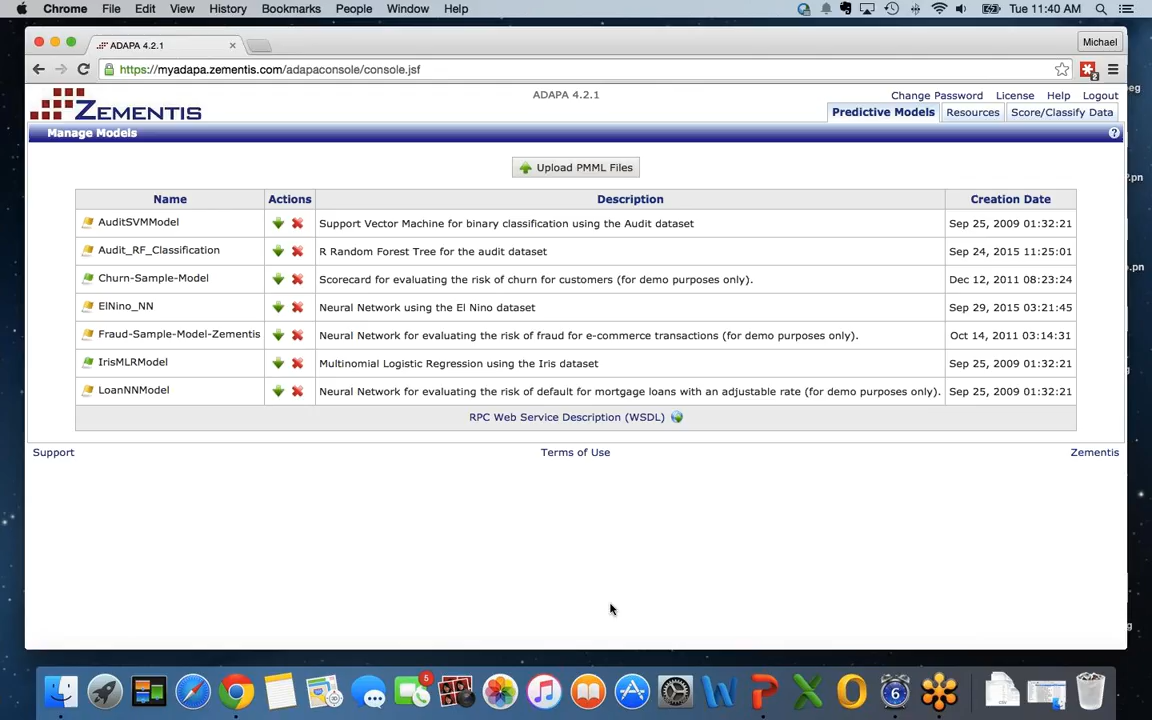 Chrome File Edit View History Bookmarks People Window Help Tue 11:40 AM
ADAPA 4.2.1 Michael
https://myadapa.zementis.com/adapaconsole/console.jsf 2
ZEMENTIS ADAPA 4.2.1 Change Password License Help Logout
Predictive Models Resources Score/Classify Data
Manage Models ?
Upload PMML Files
Name Actions Description Creation Date
AuditSVMModel Support Vector Machine for binary classification using the Audit dataset Sep 25, 2009 01:32:21
Audit_RF_Classification R Random Forest Tree for the audit dataset Sep 24, 2015 11:25:01
Churn-Sample-Model Scorecard for evaluating the risk of churn for customers (for demo purposes only). Dec 12, 2011 08:23:24
ElNino_NN Neural Network using the El Nino dataset Sep 29, 2015 03:21:45
Fraud-Sample-Model-Zementis Neural Network for evaluating the risk of fraud for e-commerce transactions (for demo purposes only). Oct 14, 2011 03:14:31
IrisMLRModel Multinomial Logistic Regression using the Iris dataset Sep 25, 2009 01:32:21
LoanNNModel Neural Network for evaluating the risk of default for mortgage loans with an adjustable rate (for demo purposes only). Sep 25, 2009 01:32:21
RPC Web Service Description (WSDL)
Support Terms of Use Zementis
5
6